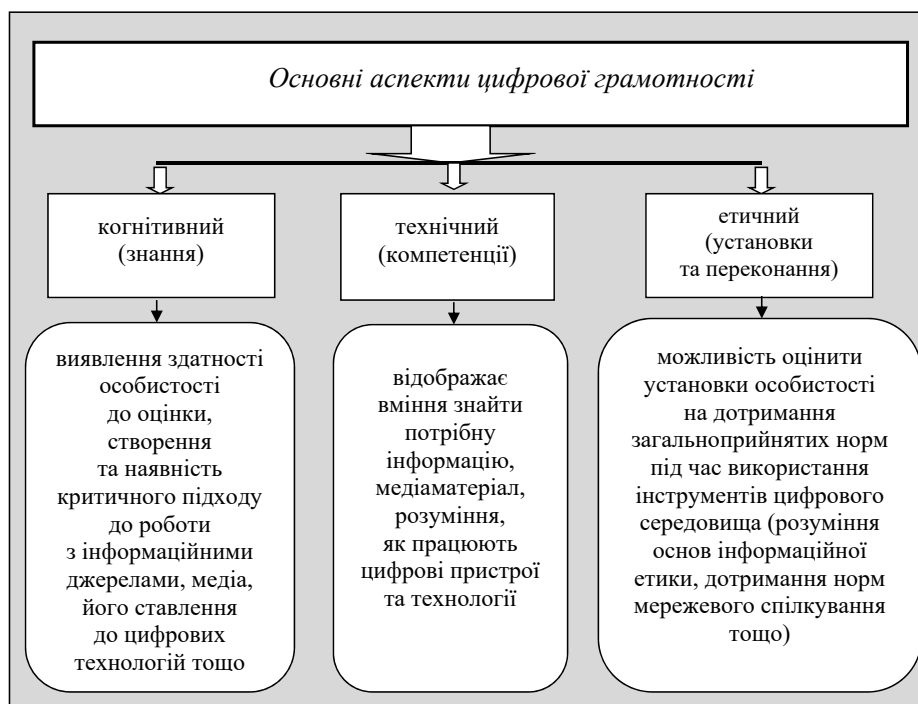 Основні аспекти цифрової грамотності
когнітивний
(знання)
технічний
(компетенції)
етичний
(установки
та переконання)
виявлення здатності
особистості
до оцінки,
створення
та наявність
критичного підходу
до роботи
з інформаційними
джерелами, медіа,
його ставлення
до цифрових
технологій тощо
відображає
вміння знайти
потрібну
інформацію,
медіаматеріал,
розуміння,
як працюють
цифрові пристрої
та технології
можливість оцінити
установки особистості
на дотримання
загальноприйнятих норм
під час використання
інструментів цифрового
середовища (розуміння
основ інформаційної
етики, дотримання норм
мережевого спілкування
тощо)